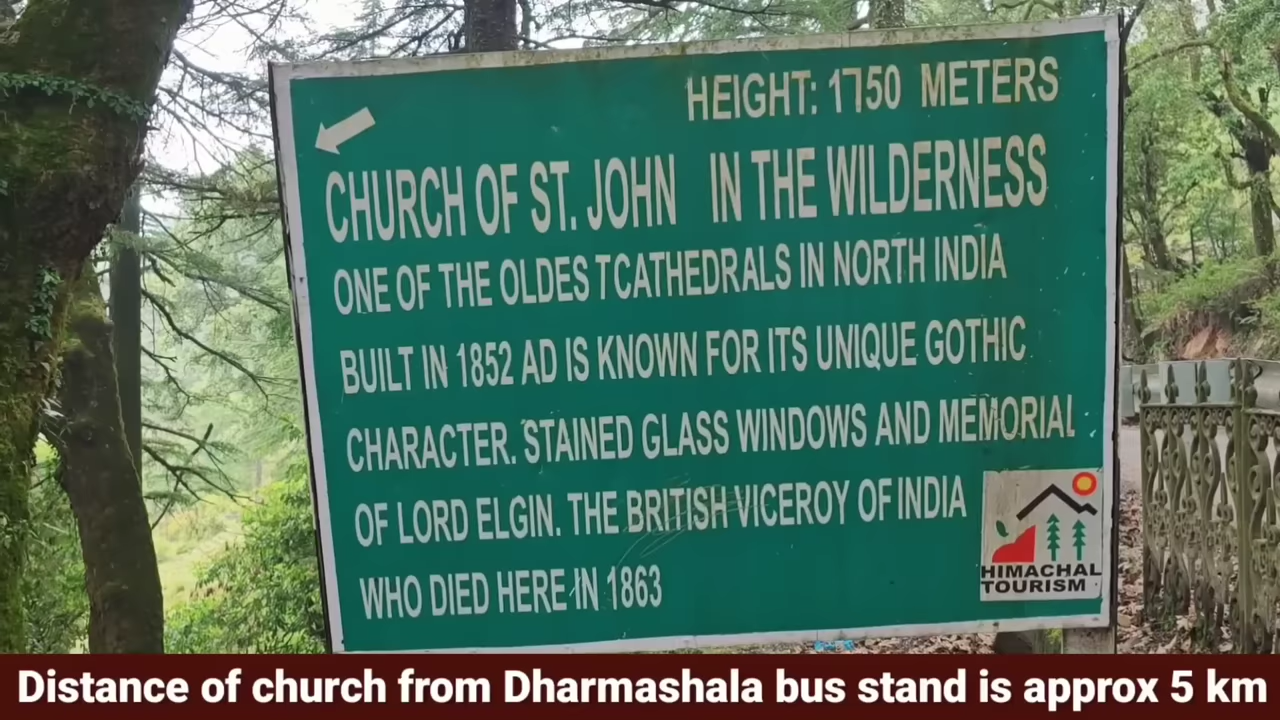 HEIGHT: 1750 METERS
CHURCH OF ST. JOHN IN THE WILDERNESS
ONE OF THE OLDES TCATHEDRALS IN NORTH INDIA
BUILT IN 1852 AD IS KNOWN FOR ITS UNIQUE GOTHIC
CHARACTER. STAINED GLASS WINDOWS AND MEMORIAL
OF LORD ELGIN. THE BRITISH VICEROY OF INDIA
WHO DIED HERE IN 1863
HIMACHAL
TOURISM
Distance of church from Dharmashala bus stand is approx 5 km